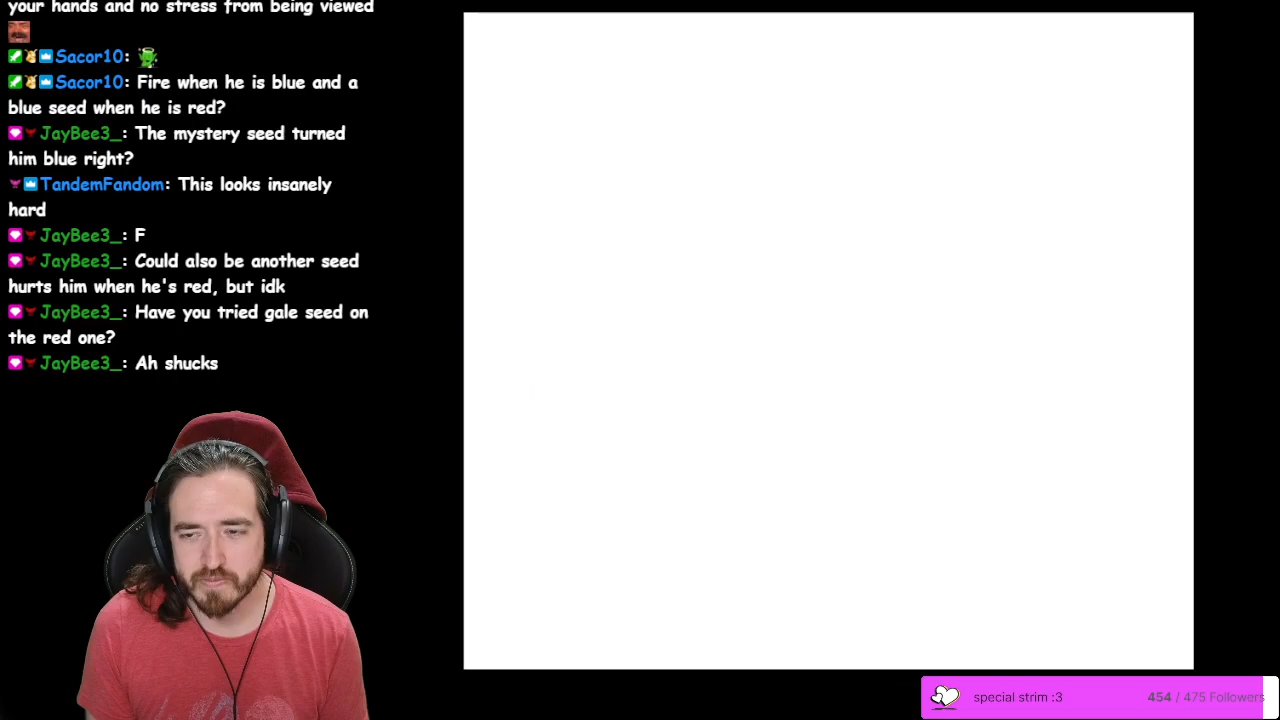 your hands and no stress from being viewed
Sacor10:
Sacor10: Fire when he is blue and a
blue seed when he is red?
JayBee3_: The mystery seed turned
him blue right?
TandemFandom: This looks insanely
hard
JayBee3_: F
JayBee3_: Could also be another seed
hurts him when he's red, but idk
JayBee3_: Have you tried gale seed on
the red one?
JayBee3_: Ah shucks
special strim :3 454 / 475 Followers